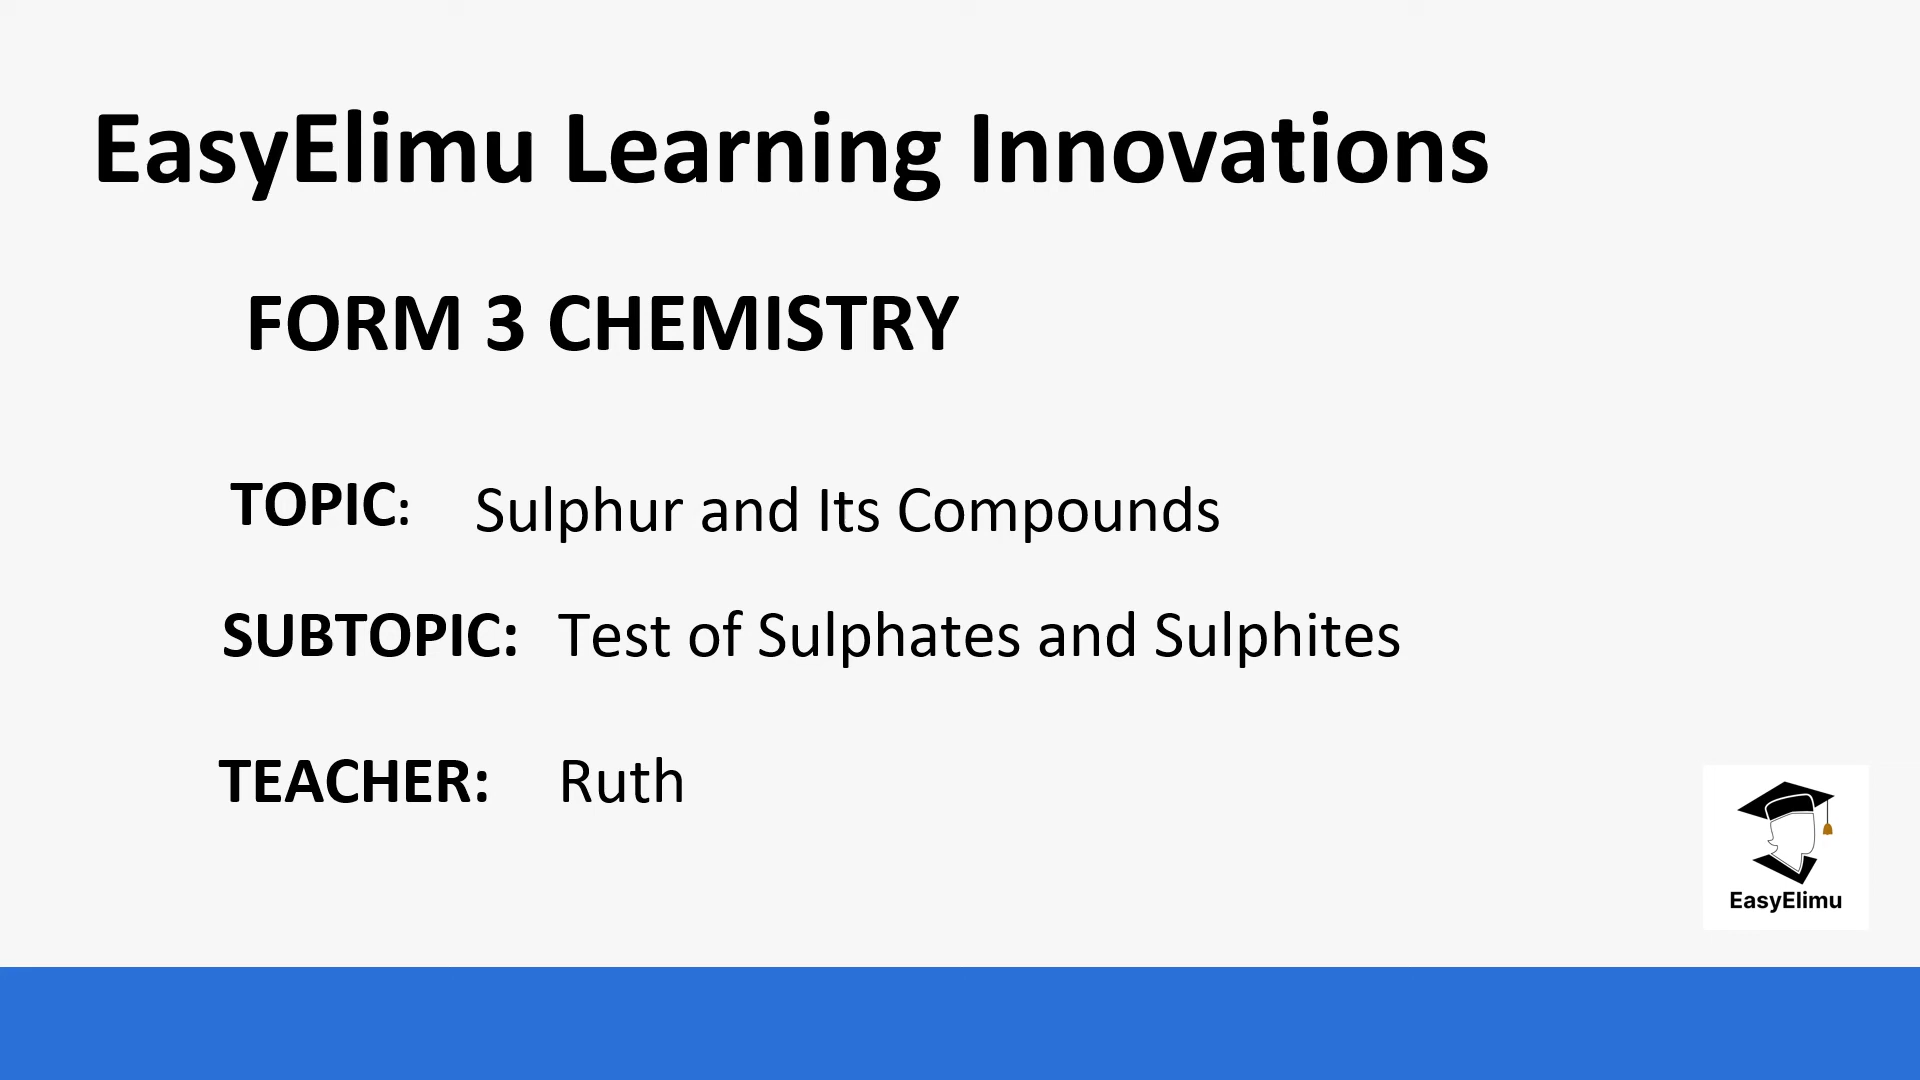 EasyElimu Learning Innovations
FORM 3 CHEMISTRY
TOPIC: Sulphur and Its Compounds
SUBTOPIC: Test of Sulphates and Sulphites
TEACHER: Ruth
EasyElimu